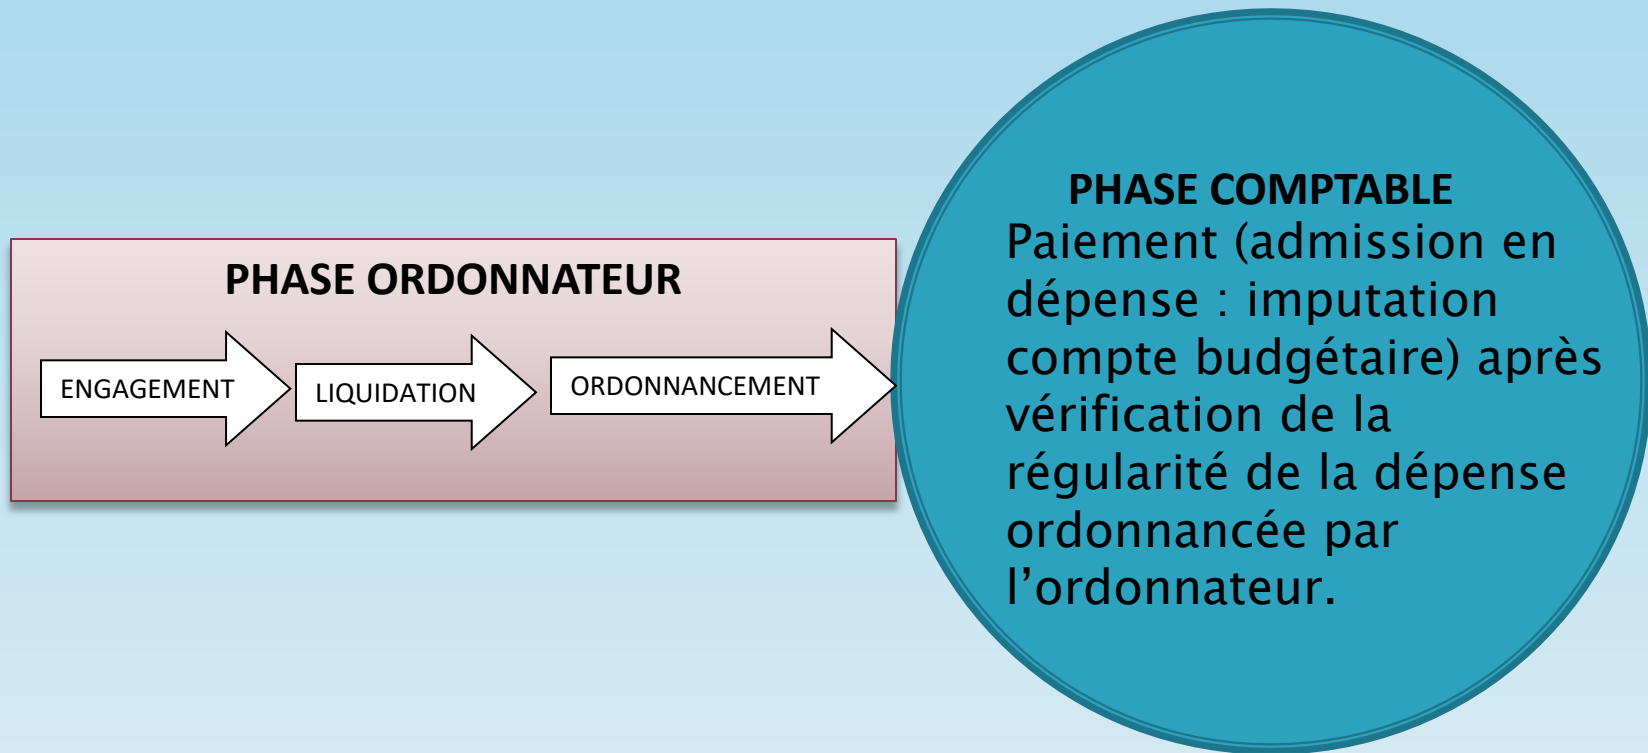 PHASE ORDONNATEUR
ENGAGEMENT
LIQUIDATION
ORDONNANCEMENT
PHASE COMPTABLE
Paiement (admission en
dépense : imputation
compte budgétaire) après
vérification de la
régularité de la dépense
ordonnancée par
l’ordonnateur.